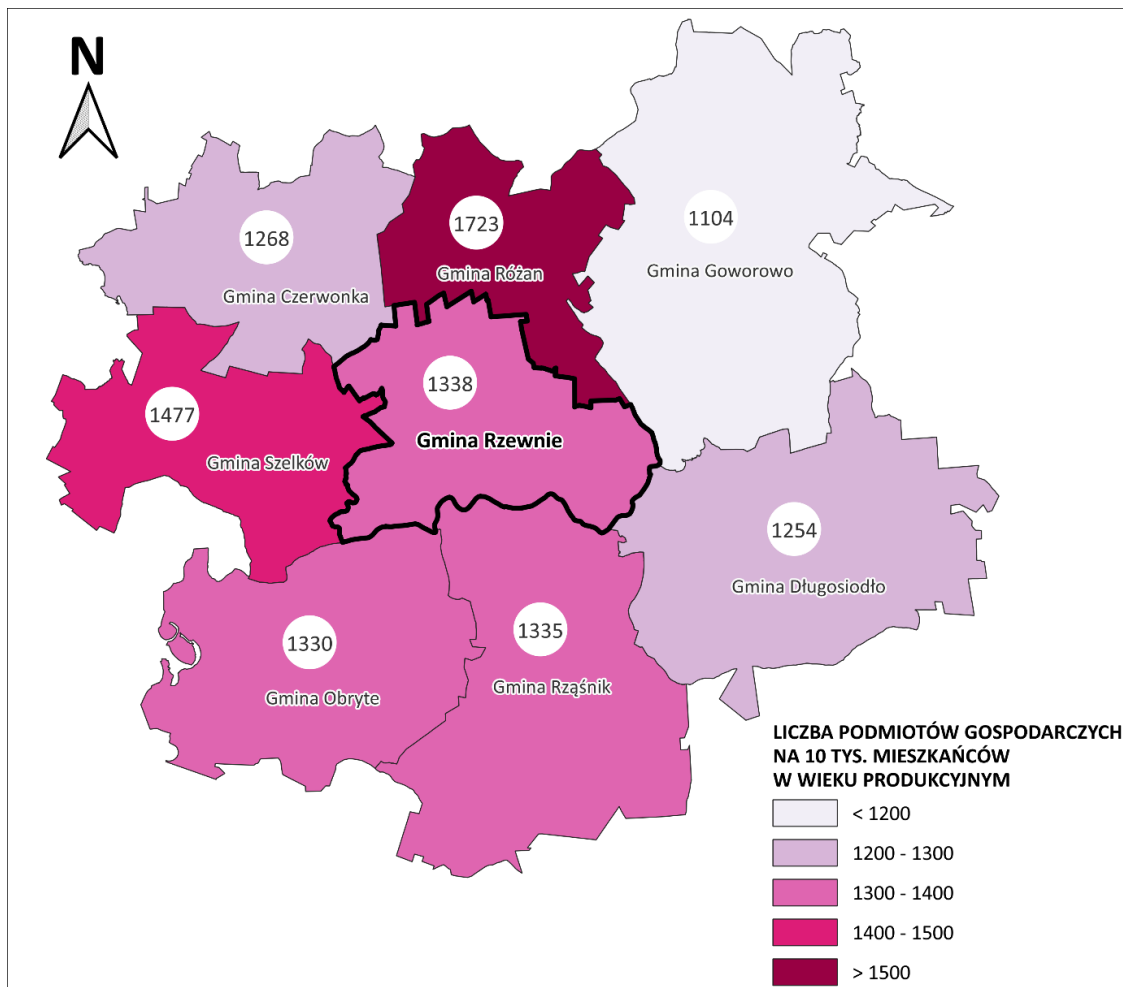 N
1268
Gmina Czerwonka
1723
Gmina Różan
1104
Gmina Goworowo
1338
Gmina Rzewnie
1477
Gmina Szelków
1254
Gmina Długosiodło
1330
Gmina Obryte
1335
Gmina Rząśnik
LICZBA PODMIOTÓW GOSPODARCZYCH
NA 10 TYS. MIESZKAŃCÓW
W WIEKU PRODUKCYJNYM
< 1200
1200 - 1300
1300 - 1400
1400 - 1500
> 1500